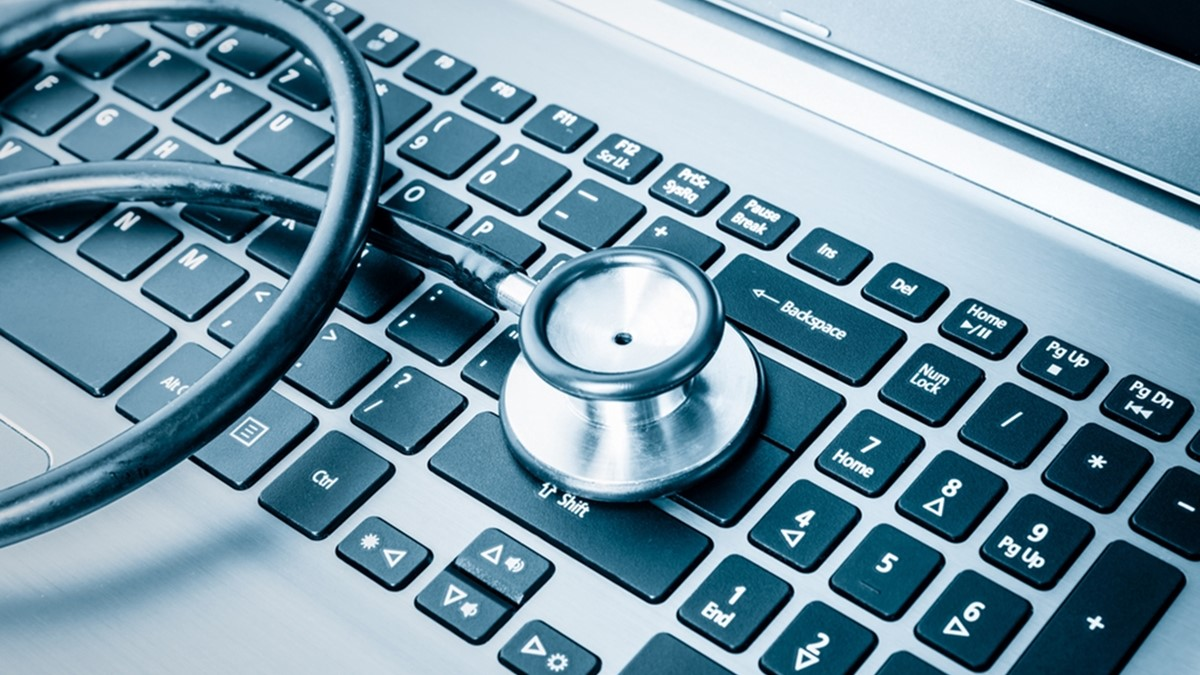 F9
F10
F11
F12
Scr Lk
PrtSc
SysRq
Pause
Break
Ins
Del
Home
Pg Up
Pg Dn
6
7
&
(
9
)
0
—
-
+
← Backspace
Num
Lock
/
*
-
R
T
Y
U
O
P
7
Home
8
9
Pg Up
+
F
G
H
K
:
;
"
'
4
5
6
V
N
M
<
,
>
.
?
/
⇧ Shift
1
End
2
Alt
Ctrl